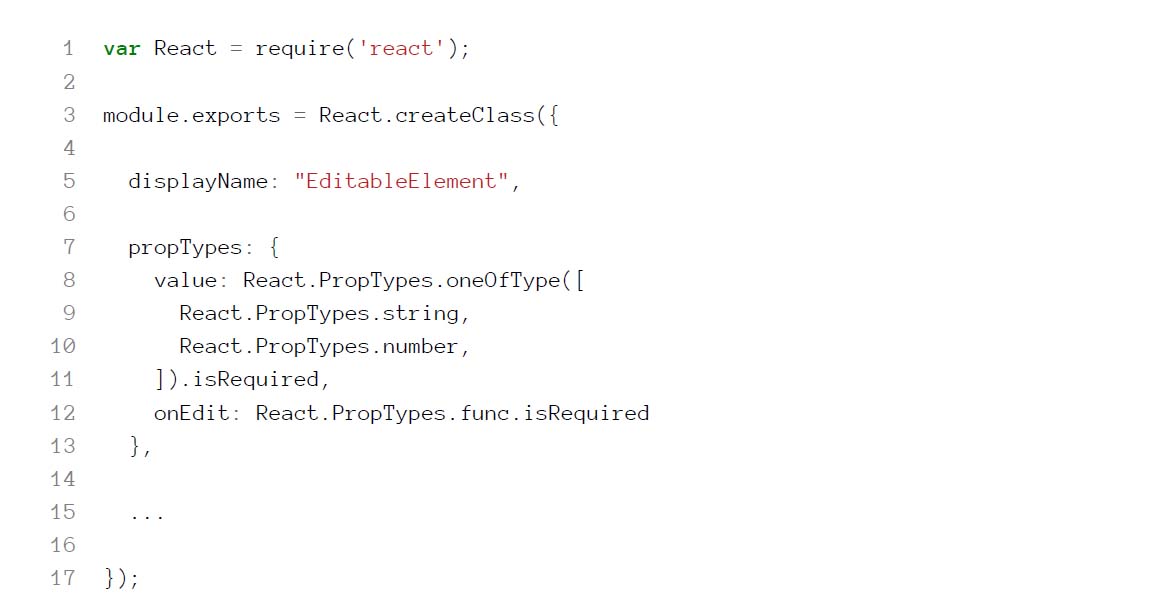 1 var React = require('react');
2
3 module.exports = React.createClass({
4
5   displayName: "EditableElement",
6
7   propTypes: {
8     value: React.PropTypes.oneOfType([
9       React.PropTypes.string,
10       React.PropTypes.number,
11     ]).isRequired,
12     onEdit: React.PropTypes.func.isRequired
13   },
14
15   ...
16
17 });